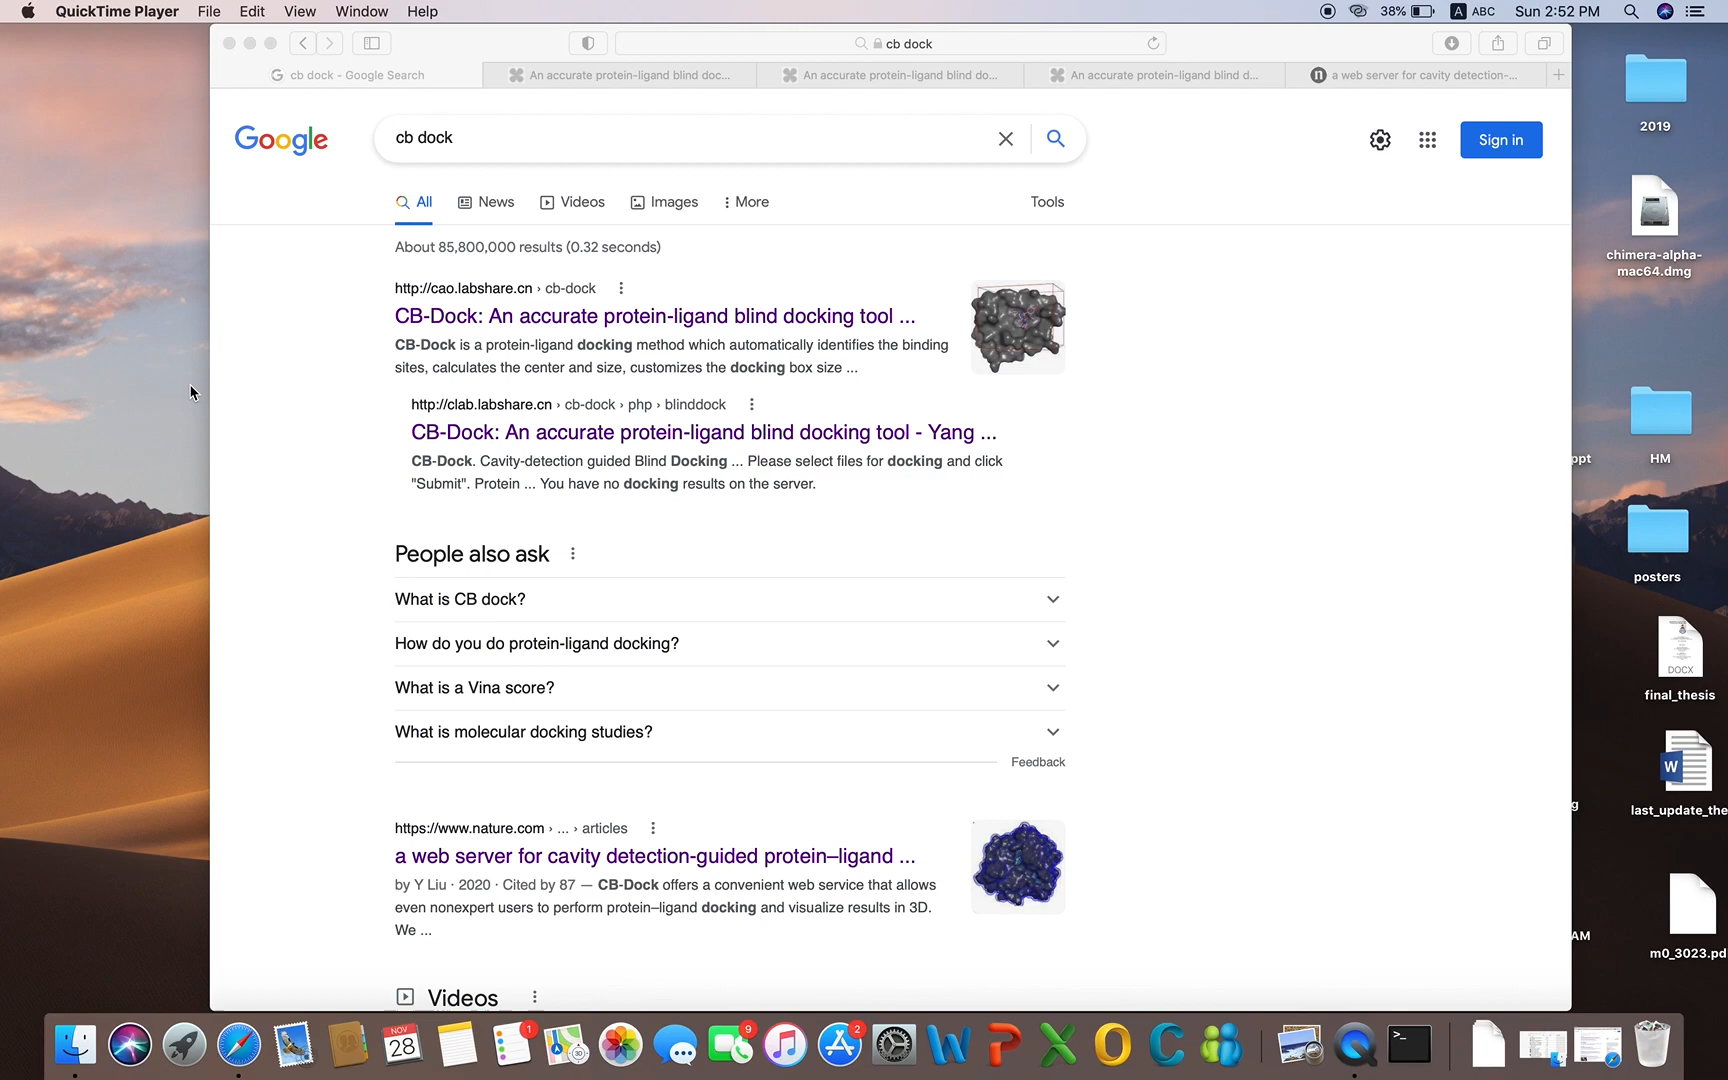 QuickTime Player File Edit View Window Help
38% A ABC Sun 2:52 PM
cb dock
cb dock - Google Search
An accurate protein-ligand blind doc...
An accurate protein-ligand blind do...
An accurate protein-ligand blind d...
n a web server for cavity detection-...
Google
cb dock
Sign in
All News Videos Images More Tools
About 85,800,000 results (0.32 seconds)
http://cao.labshare.cn › cb-dock
CB-Dock: An accurate protein-ligand blind docking tool ...
CB-Dock is a protein-ligand docking method which automatically identifies the binding
sites, calculates the center and size, customizes the docking box size ...
http://clab.labshare.cn › cb-dock › php › blinddock
CB-Dock: An accurate protein-ligand blind docking tool - Yang ...
CB-Dock. Cavity-detection guided Blind Docking ... Please select files for docking and click
"Submit". Protein ... You have no docking results on the server.
People also ask
What is CB dock?
How do you do protein-ligand docking?
What is a Vina score?
What is molecular docking studies?
Feedback
https://www.nature.com › ... › articles
a web server for cavity detection-guided protein–ligand ...
by Y Liu · 2020 · Cited by 87 — CB-Dock offers a convenient web service that allows
even nonexpert users to perform protein–ligand docking and visualize results in 3D.
We ...
Videos
2019
chimera-alpha-
mac64.dmg
ppt
HM
posters
DOCX
final_thesis
W
g
last_update_the
AM
m0_3023.pd
NOV
28
1
3D
9
2